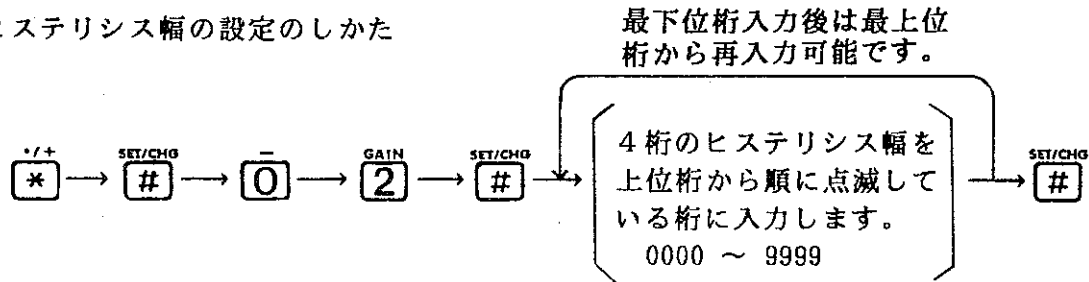 ヒステリシス幅の設定のしかた
最下位桁入力後は最上位
桁から再入力可能です。
・/+
*
SET/CHG
#
−
0
GAIN
2
SET/CHG
#
4桁のヒステリシス幅を
上位桁から順に点滅して
いる桁に入力します。
0000 ~ 9999
SET/CHG
#